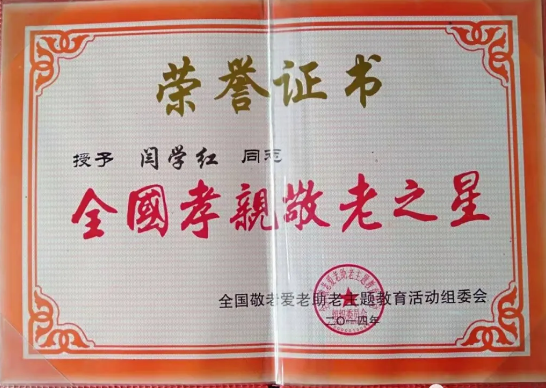 荣誉证书
授予 闫学红 同志
全國孝親敬老之星
全国敬老爱老助老主题教育活动组委会
二〇一四年